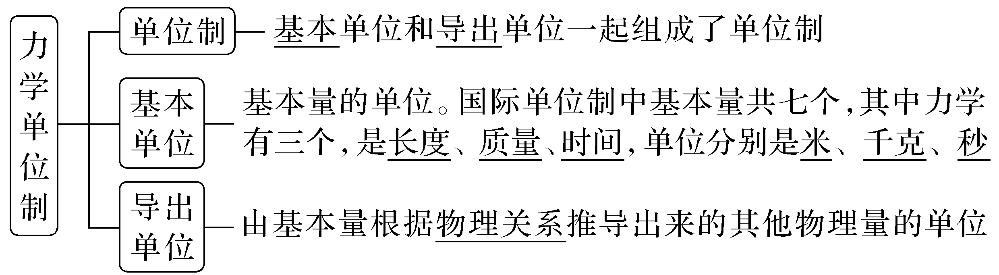 力学单位制
单位制
基本单位和导出单位一起组成了单位制
基本
单位
基本量的单位。国际单位制中基本量共七个,其中力学
有三个,是长度、质量、时间,单位分别是米、千克、秒
导出
单位
由基本量根据物理关系推导出来的其他物理量的单位